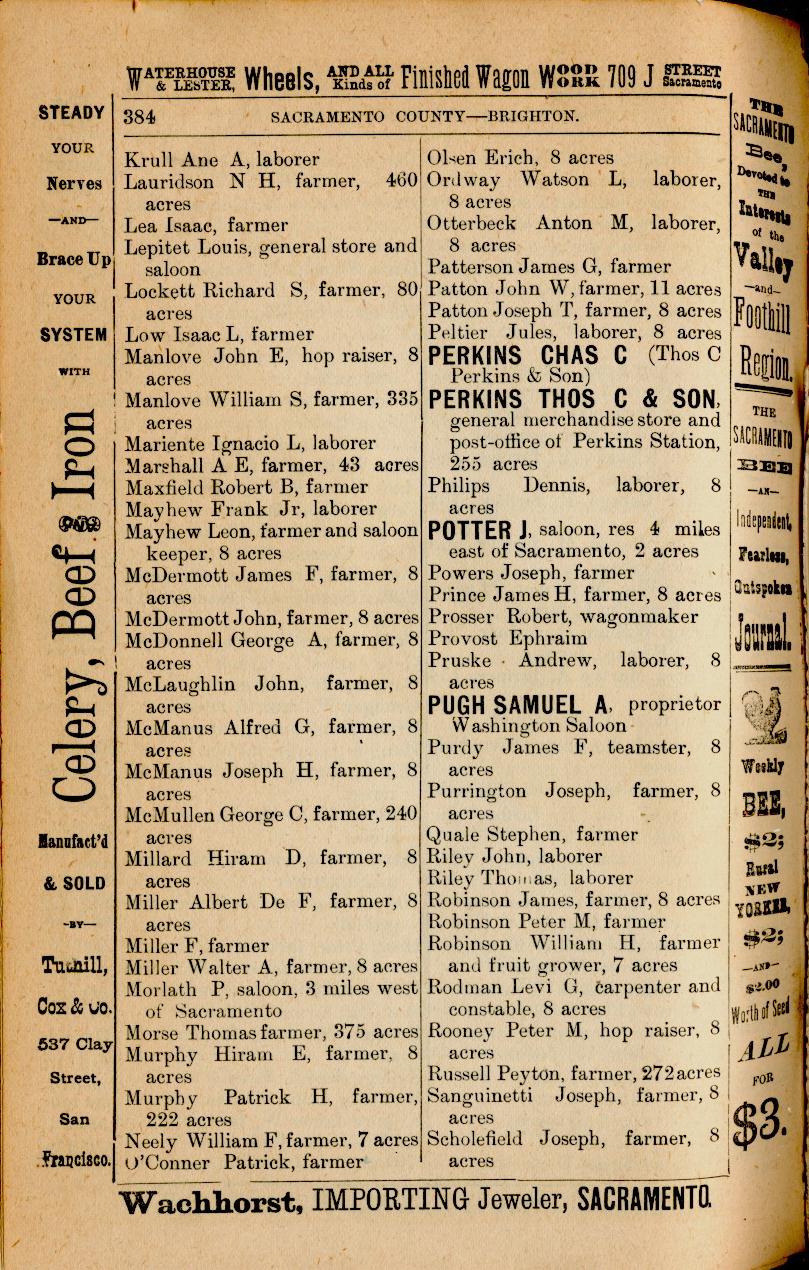 WATERHOUSE & LESTER, Wheels, AND ALL Kinds of Finished Wagon WOOD WORK 709 J STREET Sacramento
384 SACRAMENTO COUNTY—BRIGHTON.
STEADY
YOUR
Nerves
—AND—
Brace Up
YOUR
SYSTEM
WITH
Celery, Beef AND Iron
Manufact'd
& SOLD
-BY-
Tuthill,
Cox & Co.
537 Clay
Street,
San
Francisco.
Krull Ane A, laborer
Lauridson N H, farmer, 460
acres
Lea Isaac, farmer
Lepitet Louis, general store and
saloon
Lockett Richard S, farmer, 80
acres
Low Isaac L, farmer
Manlove John E, hop raiser, 8
acres
Manlove William S, farmer, 335
acres
Mariente Ignacio L, laborer
Marshall A E, farmer, 43 acres
Maxfield Robert B, farmer
Mayhew Frank Jr, laborer
Mayhew Leon, farmer and saloon
keeper, 8 acres
McDermott James F, farmer, 8
acres
McDermott John, farmer, 8 acres
McDonnell George A, farmer, 8
acres
McLaughlin John, farmer, 8
acres
McManus Alfred G, farmer, 8
acres
McManus Joseph H, farmer, 8
acres
McMullen George C, farmer, 240
acres
Millard Hiram D, farmer, 8
acres
Miller Albert De F, farmer, 8
acres
Miller F, farmer
Miller Walter A, farmer, 8 acres
Morlath P, saloon, 3 miles west
of Sacramento
Morse Thomas farmer, 375 acres
Murphy Hiram E, farmer, 8
acres
Murphy Patrick H, farmer,
222 acres
Neely William F, farmer, 7 acres
O'Conner Patrick, farmer
Olsen Erich, 8 acres
Ordway Watson L, laborer,
8 acres
Otterbeck Anton M, laborer,
8 acres
Patterson James G, farmer
Patton John W, farmer, 11 acres
Patton Joseph T, farmer, 8 acres
Peltier Jules, laborer, 8 acres
PERKINS CHAS C (Thos C
Perkins & Son)
PERKINS THOS C & SON,
general merchandise store and
post-office of Perkins Station,
255 acres
Philips Dennis, laborer, 8
acres
POTTER J, saloon, res 4 miles
east of Sacramento, 2 acres
Powers Joseph, farmer
Prince James H, farmer, 8 acres
Prosser Robert, wagonmaker
Provost Ephraim
Pruske Andrew, laborer, 8
acres
PUGH SAMUEL A, proprietor
Washington Saloon
Purdy James F, teamster, 8
acres
Purrington Joseph, farmer, 8
acres
Quale Stephen, farmer
Riley John, laborer
Riley Thomas, laborer
Robinson James, farmer, 8 acres
Robinson Peter M, farmer
Robinson William H, farmer
and fruit grower, 7 acres
Rodman Levi G, carpenter and
constable, 8 acres
Rooney Peter M, hop raiser, 8
acres
Russell Peyton, farmer, 272 acres
Sanguinetti Joseph, farmer, 8
acres
Scholefield Joseph, farmer, 8
acres
THE
SACRAMENTO
Bee,
Devoted to
THE
Interests
of the
Valley
—and—
Foothill
Region.
THE
SACRAMENTO
BEE
—AN—
Independent,
Fearless,
Outspoken
Journal.
Weekly
BEE,
$2;
Rural
NEW
YORKER,
$2;
—AND—
$2.00
Worth of Seed
ALL
FOR
$3.
Wachhorst, IMPORTING Jeweler, SACRAMENTO.